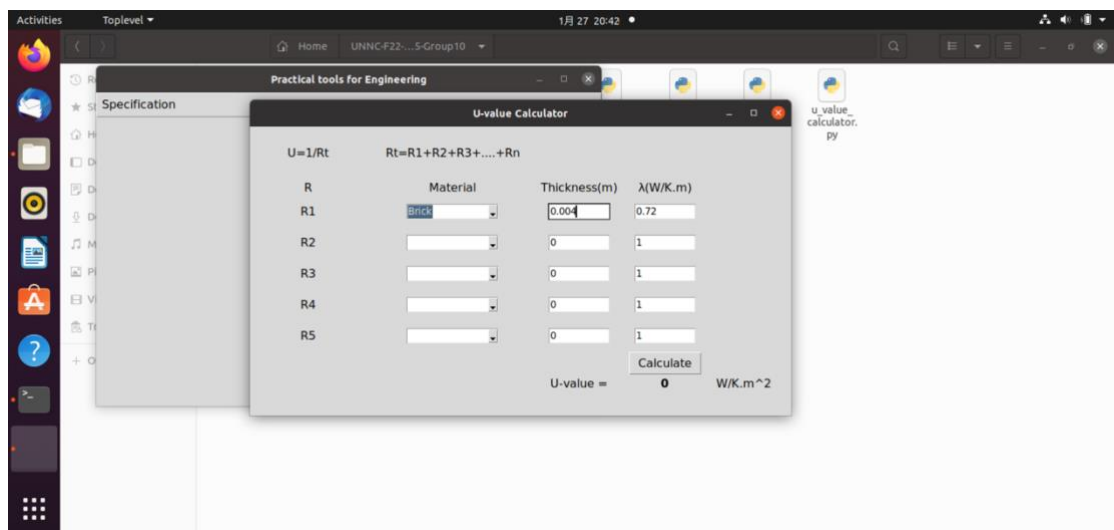 Activities Toplevel 1月 27 20:42
Home UNNC-F22-...5-Group10
Practical tools for Engineering
Specification
U-value Calculator
u_value_
calculator.
py
U=1/Rt Rt=R1+R2+R3+....+Rn
R Material Thickness(m) λ(W/K.m)
R1 Brick 0.004 0.72
R2 0 1
R3 0 1
R4 0 1
R5 0 1
Calculate
U-value = 0 W/K.m^2